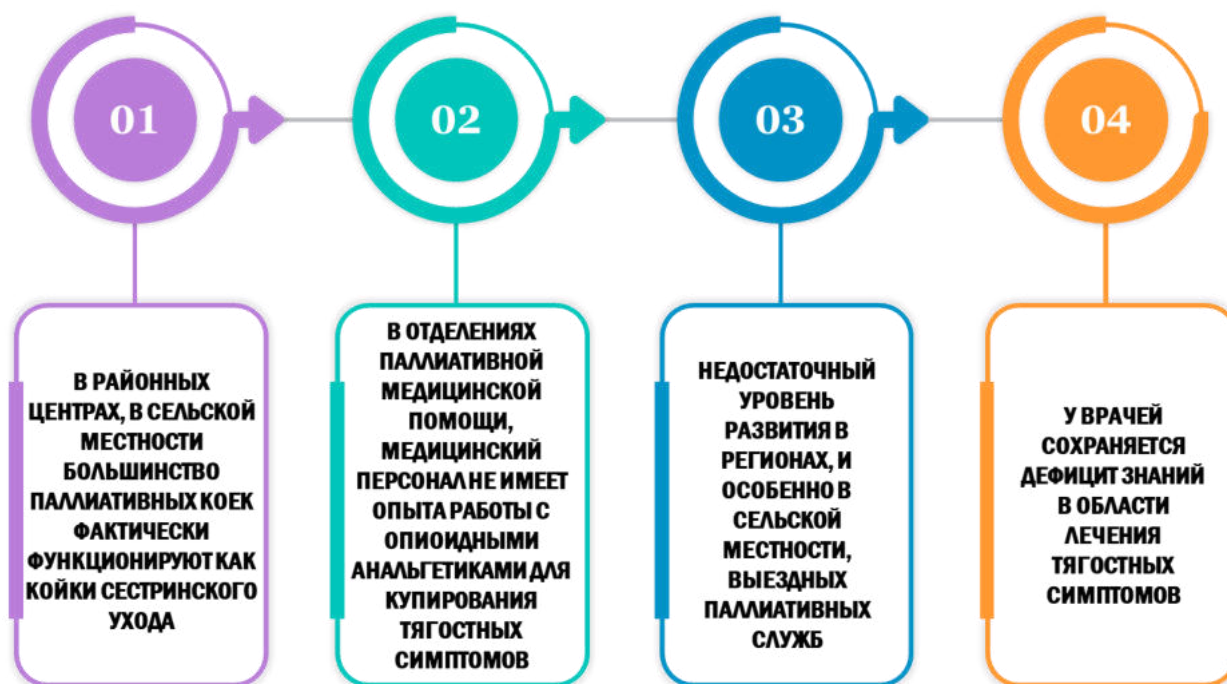 01
02
03
04
В РАЙОННЫХ
ЦЕНТРАХ, В СЕЛЬСКОЙ
МЕСТНОСТИ
БОЛЬШИНСТВО
ПАЛЛИАТИВНЫХ КОЕК
ФАКТИЧЕСКИ
ФУНКЦИОНИРУЮТ КАК
КОЙКИ СЕСТРИНСКОГО
УХОДА
В ОТДЕЛЕНИЯХ
ПАЛЛИАТИВНОЙ
МЕДИЦИНСКОЙ
ПОМОЩИ,
МЕДИЦИНСКИЙ
ПЕРСОНАЛ НЕ ИМЕЕТ
ОПЫТА РАБОТЫ С
ОПИОИДНЫМИ
АНАЛЬГЕТИКАМИ ДЛЯ
КУПИРОВАНИЯ
ТЯГОСТНЫХ
СИМПТОМОВ
НЕДОСТАТОЧНЫЙ
УРОВЕНЬ
РАЗВИТИЯ В
РЕГИОНАХ, И
ОСОБЕННО В
СЕЛЬСКОЙ
МЕСТНОСТИ,
ВЫЕЗДНЫХ
ПАЛЛИАТИВНЫХ
СЛУЖБ
У ВРАЧЕЙ
СОХРАНЯЕТСЯ
ДЕФИЦИТ ЗНАНИЙ
В ОБЛАСТИ
ЛЕЧЕНИЯ
ТЯГОСТНЫХ
СИМПТОМОВ